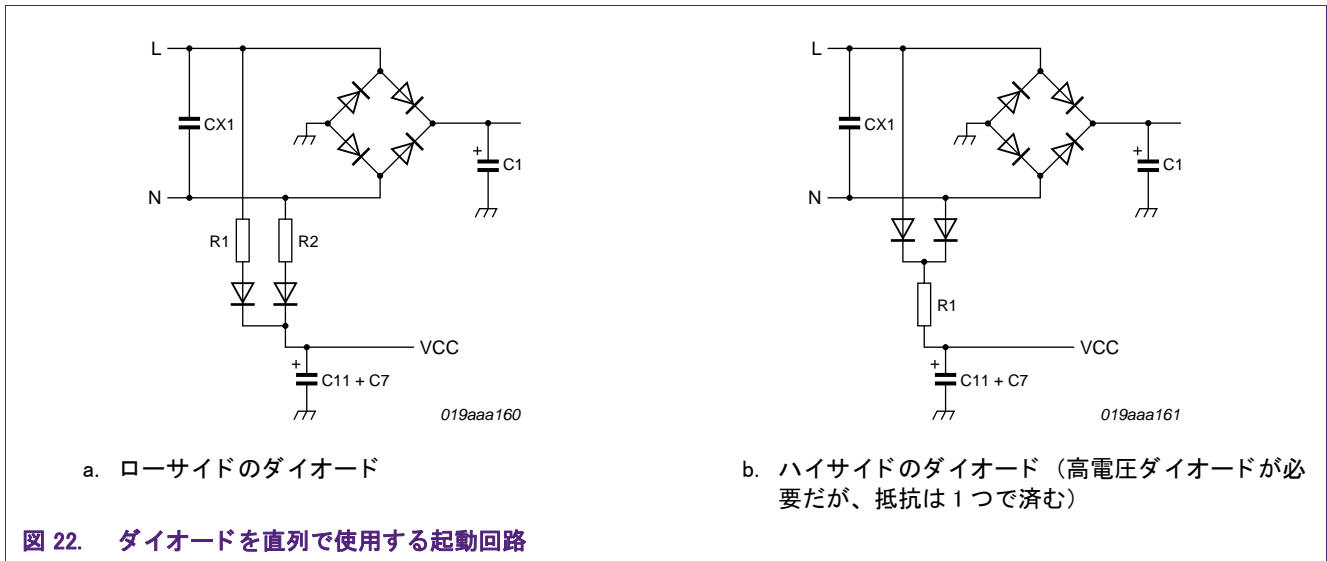 L
CX1
C1
+
N
R1
R2
VCC
+
C11 + C7
019aaa160
a. ローサイドのダイオード
L
CX1
C1
+
N
R1
VCC
+
C11 + C7
019aaa161
b. ハイサイドのダイオード（高電圧ダイオードが必
要だが、抵抗は 1 つで済む）
図 22. ダイオードを直列で使用する起動回路